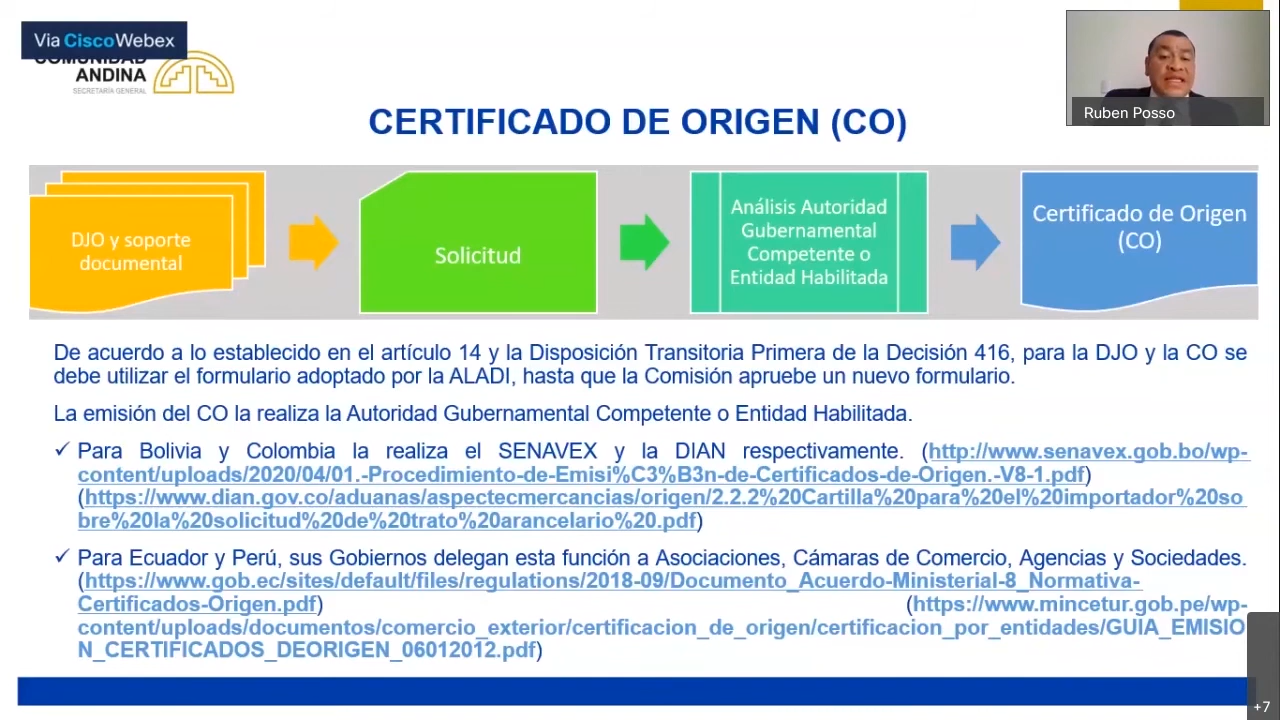 Via Cisco Webex
COMUNIDAD
ANDINA
SECRETARÍA GENERAL
Ruben Posso
CERTIFICADO DE ORIGEN (CO)
DJO y soporte
documental
Solicitud
Análisis Autoridad
Gubernamental
Competente o
Entidad Habilitada
Certificado de Origen
(CO)
De acuerdo a lo establecido en el artículo 14 y la Disposición Transitoria Primera de la Decisión 416, para la DJO y la CO se
debe utilizar el formulario adoptado por la ALADI, hasta que la Comisión apruebe un nuevo formulario.
La emisión del CO la realiza la Autoridad Gubernamental Competente o Entidad Habilitada.
✓ Para Bolivia y Colombia la realiza el SENAVEX y la DIAN respectivamente. (http://www.senavex.gob.bo/wp-
content/uploads/2020/04/01.-Procedimiento-de-Emisi%C3%B3n-de-Certificados-de-Origen.-V8-1.pdf)
(https://www.dian.gov.co/aduanas/aspectecmercancias/origen/2.2.2%20Cartilla%20para%20el%20importador%20so
bre%20la%20solicitud%20de%20trato%20arancelario%20.pdf)
✓ Para Ecuador y Perú, sus Gobiernos delegan esta función a Asociaciones, Cámaras de Comercio, Agencias y Sociedades.
(https://www.gob.ec/sites/default/files/regulations/2018-09/Documento_Acuerdo-Ministerial-8_Normativa-
Certificados-Origen.pdf) (https://www.mincetur.gob.pe/wp-
content/uploads/documentos/comercio_exterior/certificacion_de_origen/certificacion_por_entidades/GUIA_EMISIO
N_CERTIFICADOS_DEORIGEN_06012012.pdf)
+7